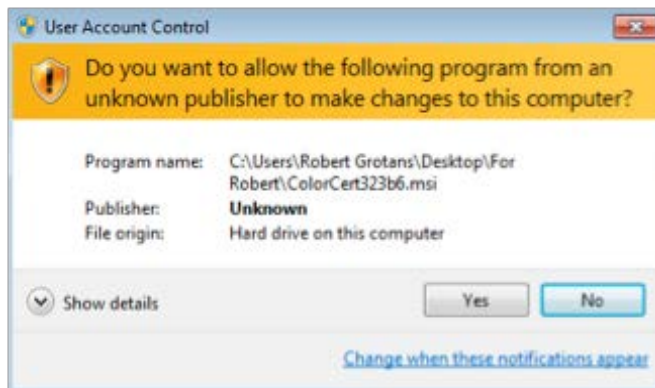 User Account Control
Do you want to allow the following program from an
unknown publisher to make changes to this computer?
Program name: C:\Users\Robert Grotans\Desktop\For
Robert\ColorCert323b6.msi
Publisher: Unknown
File origin: Hard drive on this computer
Show details Yes No
Change when these notifications appear